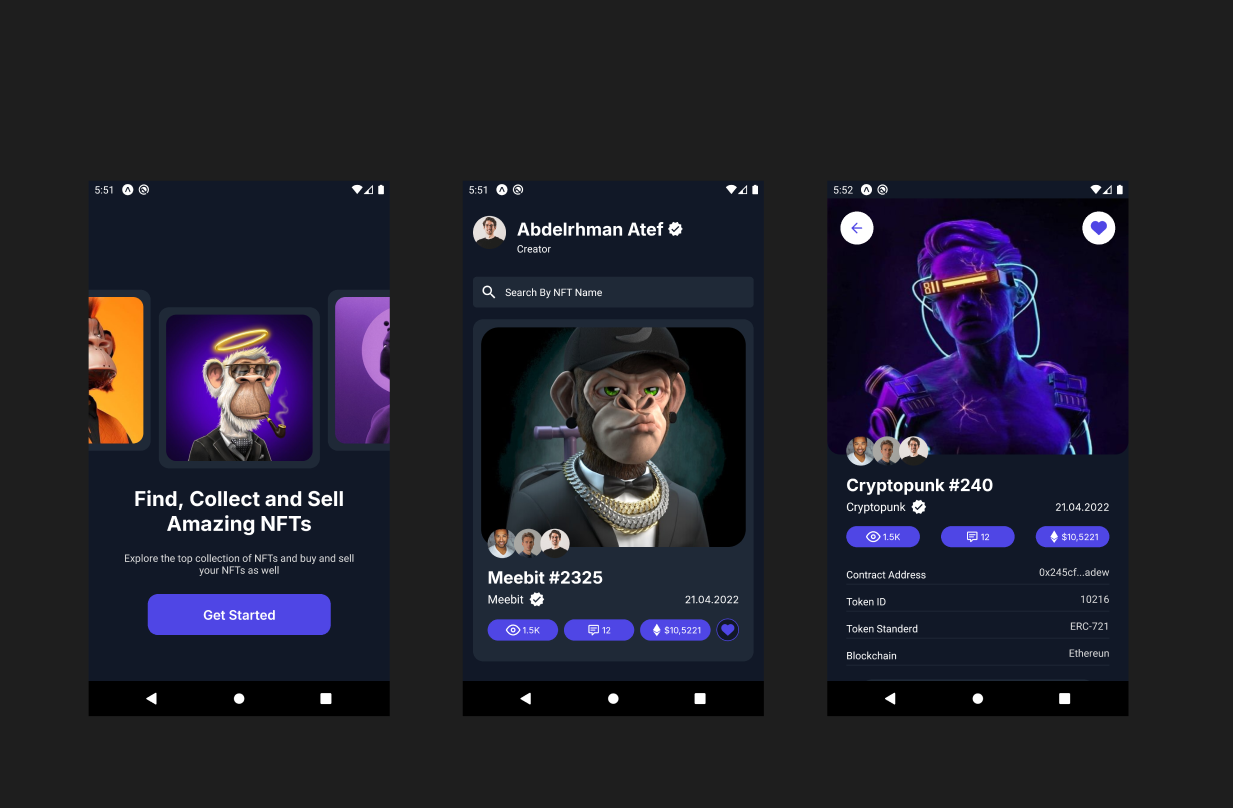 5:51
Find, Collect and Sell
Amazing NFTs
Explore the top collection of NFTs and buy and sell
your NFTs as well
Get Started
5:51
Abdelrhman Atef
Creator
Search By NFT Name
Meebit #2325
Meebit
21.04.2022
1.5K
12
$10,5221
5:52
811
Cryptopunk #240
Cryptopunk
21.04.2022
1.5K
12
$10,5221
Contract Address
0x245cf...adew
Token ID
10216
Token Standerd
ERC-721
Blockchain
Ethereun